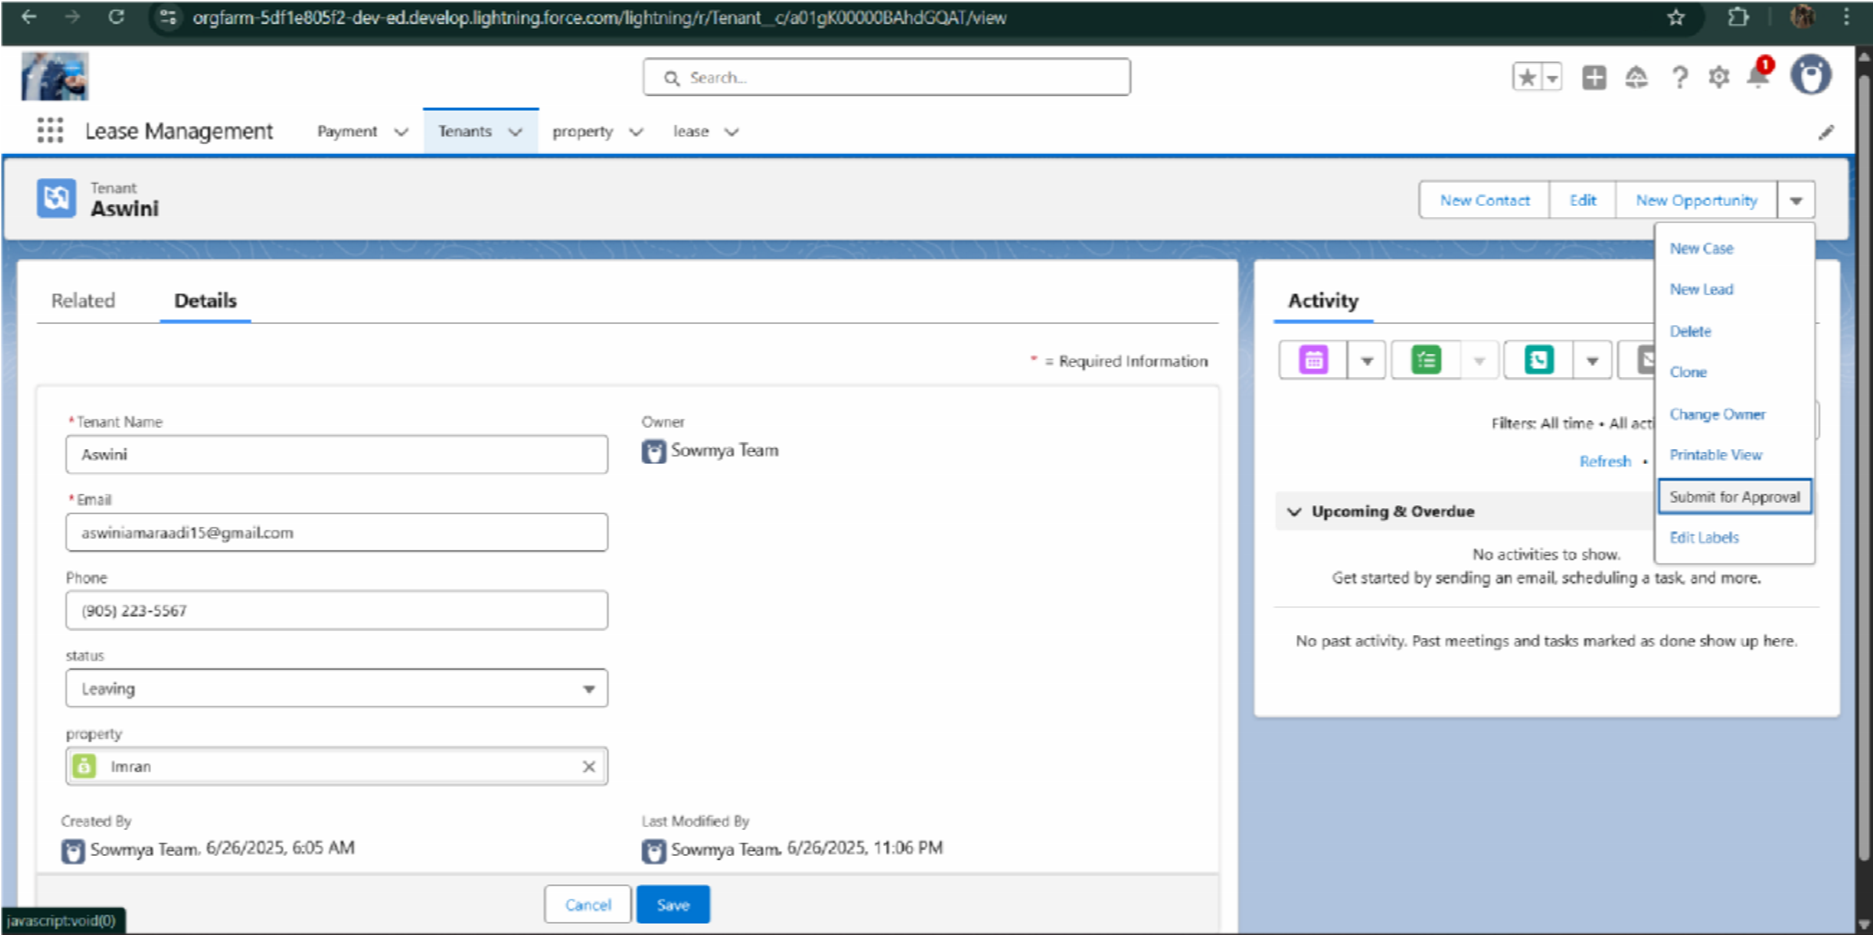 orgfarm-5df1e805f2-dev-ed.develop.lightning.force.com/lightning/r/Tenant__c/a01gK00000BAhdGQAT/view
Search...
1
Lease Management
Payment
Tenants
property
lease
Tenant
Aswini
New Contact
Edit
New Opportunity
New Case
New Lead
Delete
Clone
Change Owner
Printable View
Submit for Approval
Edit Labels
Related
Details
* = Required Information
*Tenant Name
Aswini
Owner
Sowmya Team
*Email
aswiniamaraadi15@gmail.com
Phone
(905) 223-5567
status
Leaving
property
Imran
Created By
Sowmya Team, 6/26/2025, 6:05 AM
Last Modified By
Sowmya Team, 6/26/2025, 11:06 PM
Cancel
Save
Activity
Filters: All time • All acti
Refresh •
Upcoming & Overdue
No activities to show.
Get started by sending an email, scheduling a task, and more.
No past activity. Past meetings and tasks marked as done show up here.
javascript:void(0)